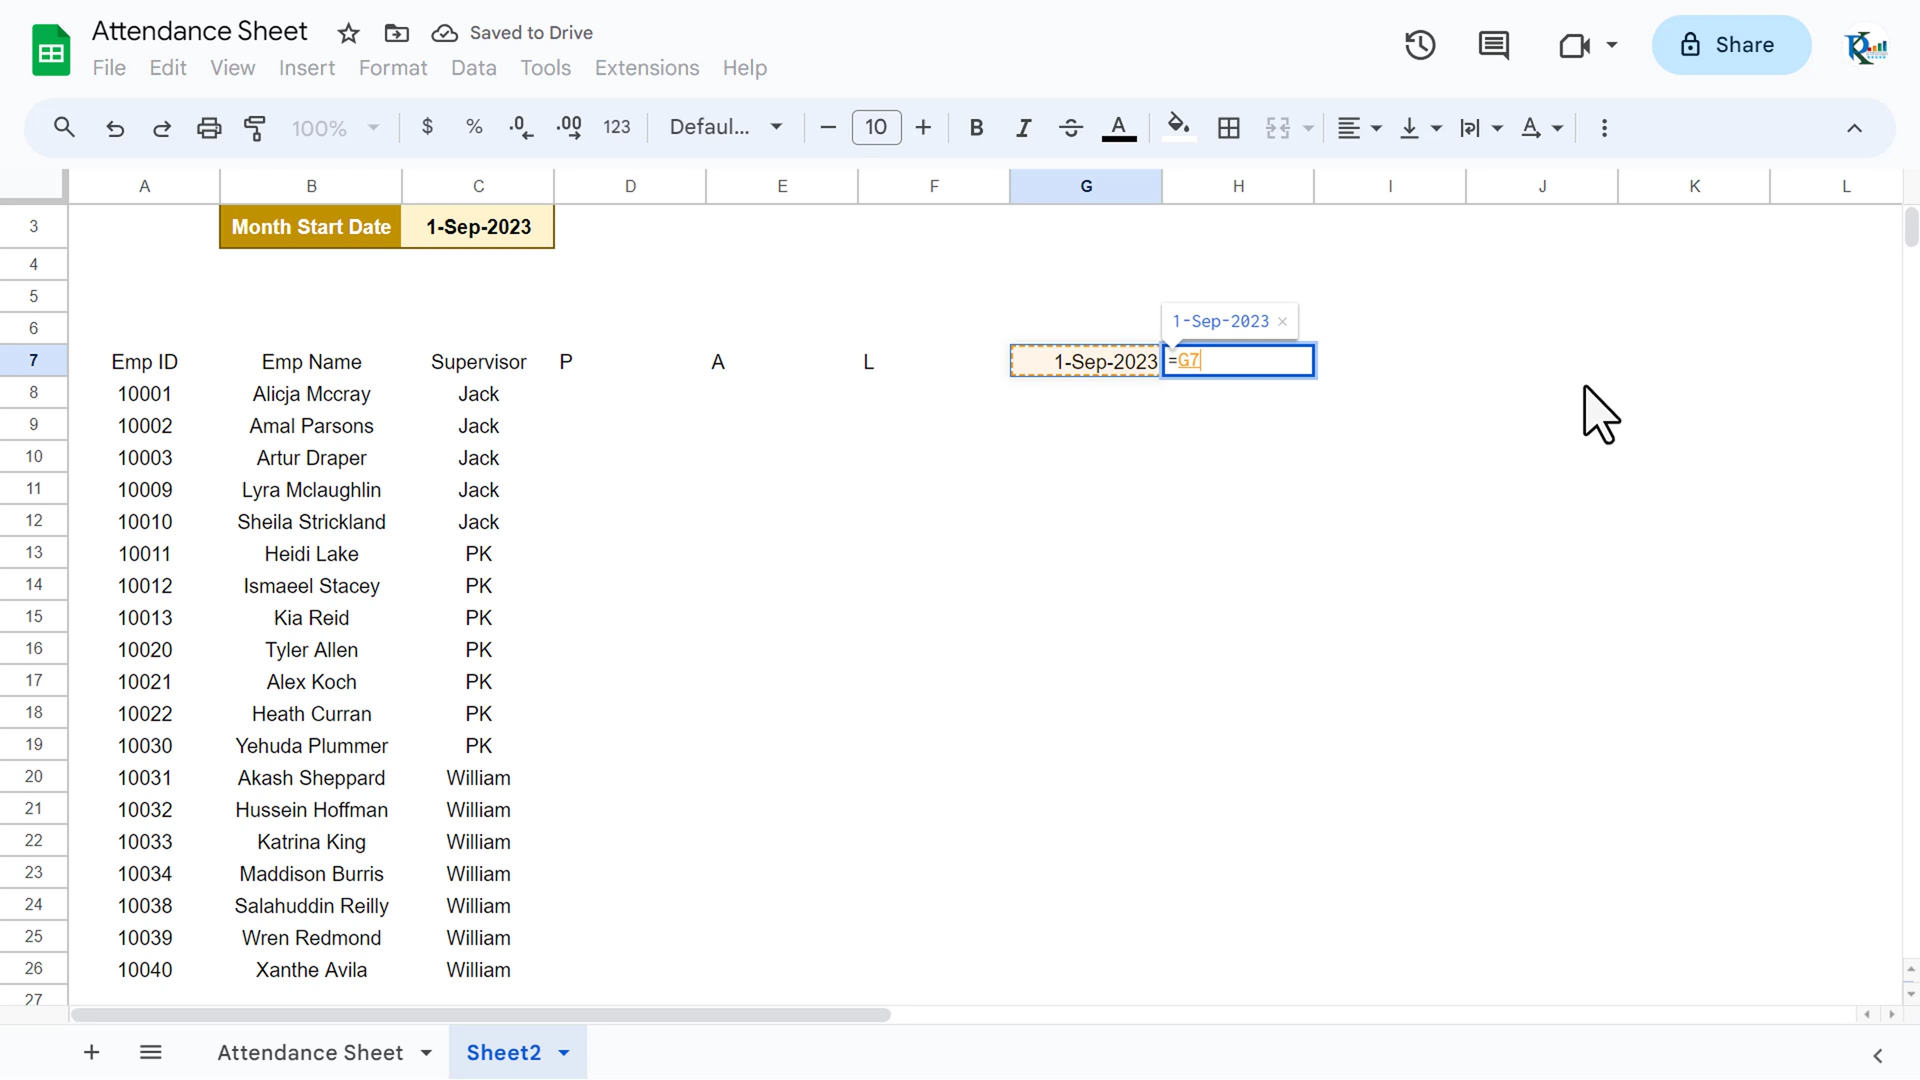 Attendance Sheet Saved to Drive
File Edit View Insert Format Data Tools Extensions Help
Share
100% $ % .0 .00 123 Defaul... 10 B I S A A
A B C D E F G H I J K L
3 Month Start Date 1-Sep-2023
4
5
6 1-Sep-2023 ×
7 Emp ID Emp Name Supervisor P A L 1-Sep-2023 =G7
8 10001 Alicja Mccray Jack
9 10002 Amal Parsons Jack
10 10003 Artur Draper Jack
11 10009 Lyra Mclaughlin Jack
12 10010 Sheila Strickland Jack
13 10011 Heidi Lake PK
14 10012 Ismaeel Stacey PK
15 10013 Kia Reid PK
16 10020 Tyler Allen PK
17 10021 Alex Koch PK
18 10022 Heath Curran PK
19 10030 Yehuda Plummer PK
20 10031 Akash Sheppard William
21 10032 Hussein Hoffman William
22 10033 Katrina King William
23 10034 Maddison Burris William
24 10038 Salahuddin Reilly William
25 10039 Wren Redmond William
26 10040 Xanthe Avila William
27
Attendance Sheet Sheet2